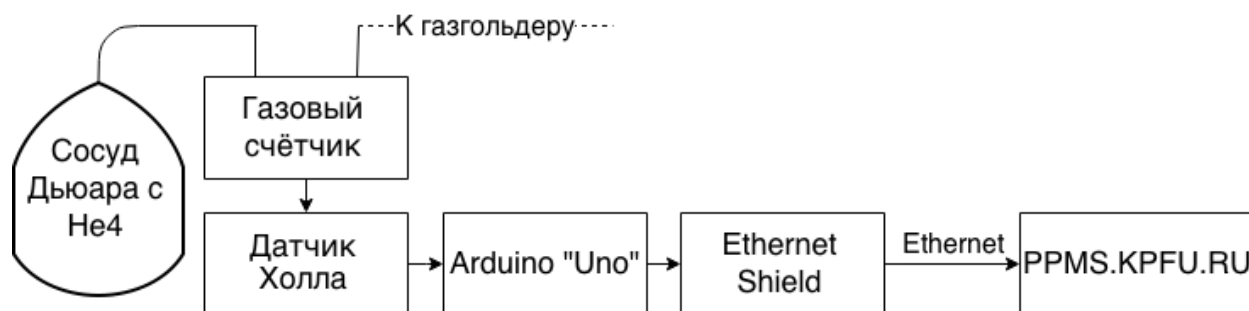 К газгольдеру
Газовый
счётчик
Сосуд
Дьюара с
He4
Датчик
Холла
Arduino "Uno"
Ethernet
Shield
Ethernet
PPMS.KPFU.RU